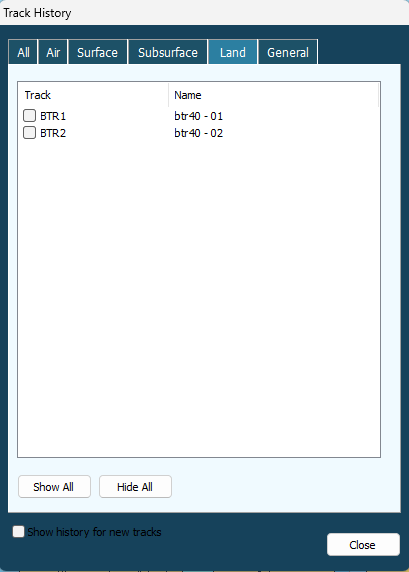 Track History
All Air Surface Subsurface Land General
Track Name
BTR1 btr40 - 01
BTR2 btr40 - 02
Show All Hide All
Show history for new tracks
Close